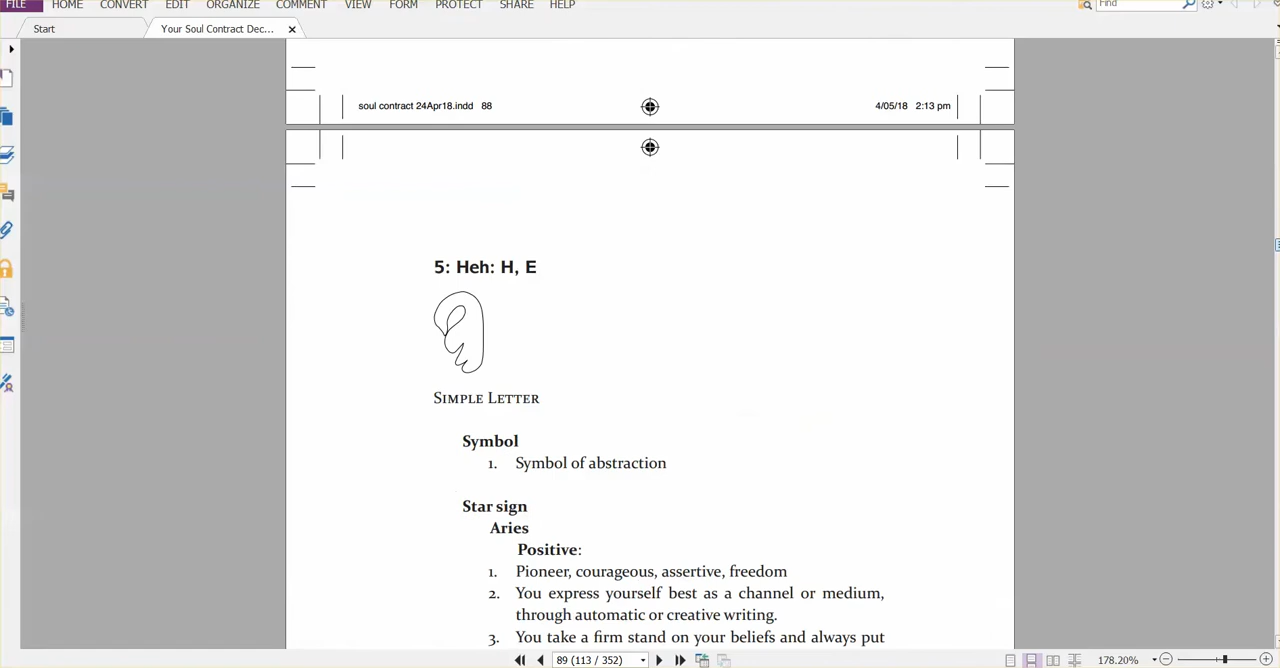 FILE HOME CONVERT EDIT ORGANIZE COMMENT VIEW FORM PROTECT SHARE HELP Find
Start Your Soul Contract Dec...
soul contract 24Apr18.indd 88 4/05/18 2:13 pm
5: Heh: H, E
Simple Letter
Symbol
1. Symbol of abstraction
Star sign
Aries
Positive:
1. Pioneer, courageous, assertive, freedom
2. You express yourself best as a channel or medium,
through automatic or creative writing.
3. You take a firm stand on your beliefs and always put
89 (113 / 352) 178.20%